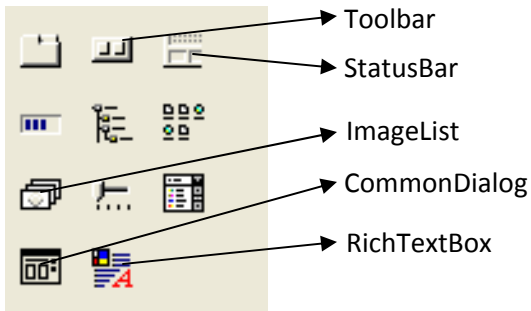 Toolbar
StatusBar
ImageList
CommonDialog
RichTextBox